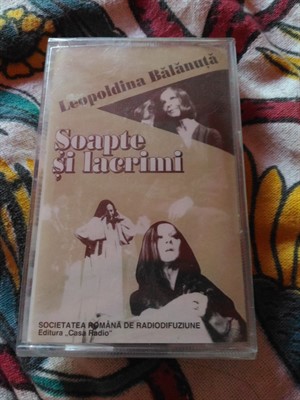 Leopoldina Bălănuță
Șoapte
și lacrimi
SOCIETATEA ROMÂNĂ DE RADIODIFUZIUNE
Editura „Casa Radio"